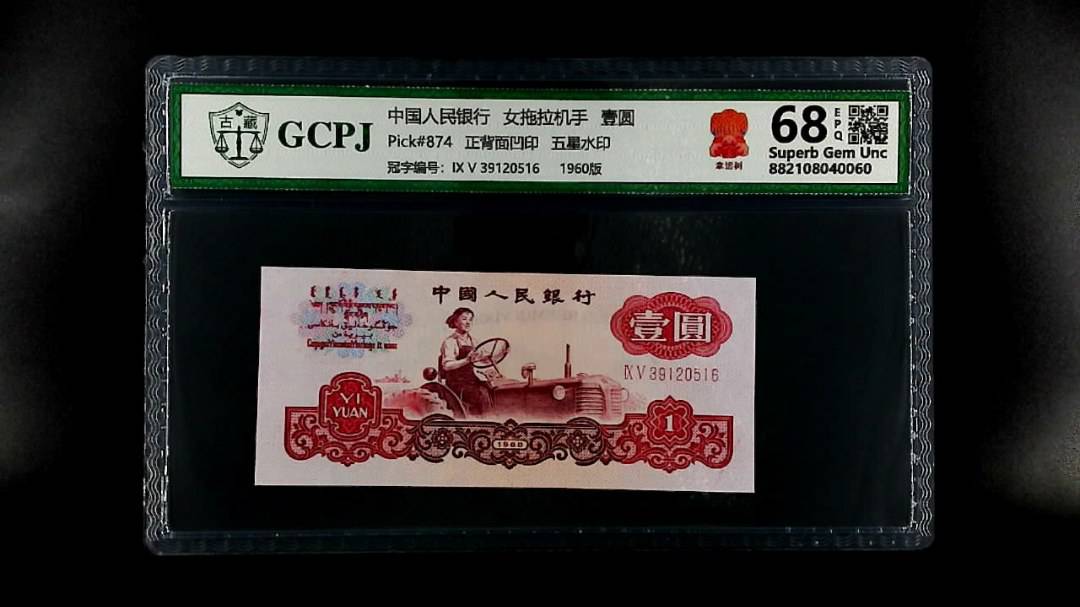 古 藏
GCPJ
中国人民银行 女拖拉机手 壹圆
Pick#874 正背面凹印 五星水印
冠字编号: IX V 39120516 1960版
68
EPQ
Superb Gem Unc
882108040060
中國人民銀行
壹圓
IX V 39120516
YI
YUAN
1
1960